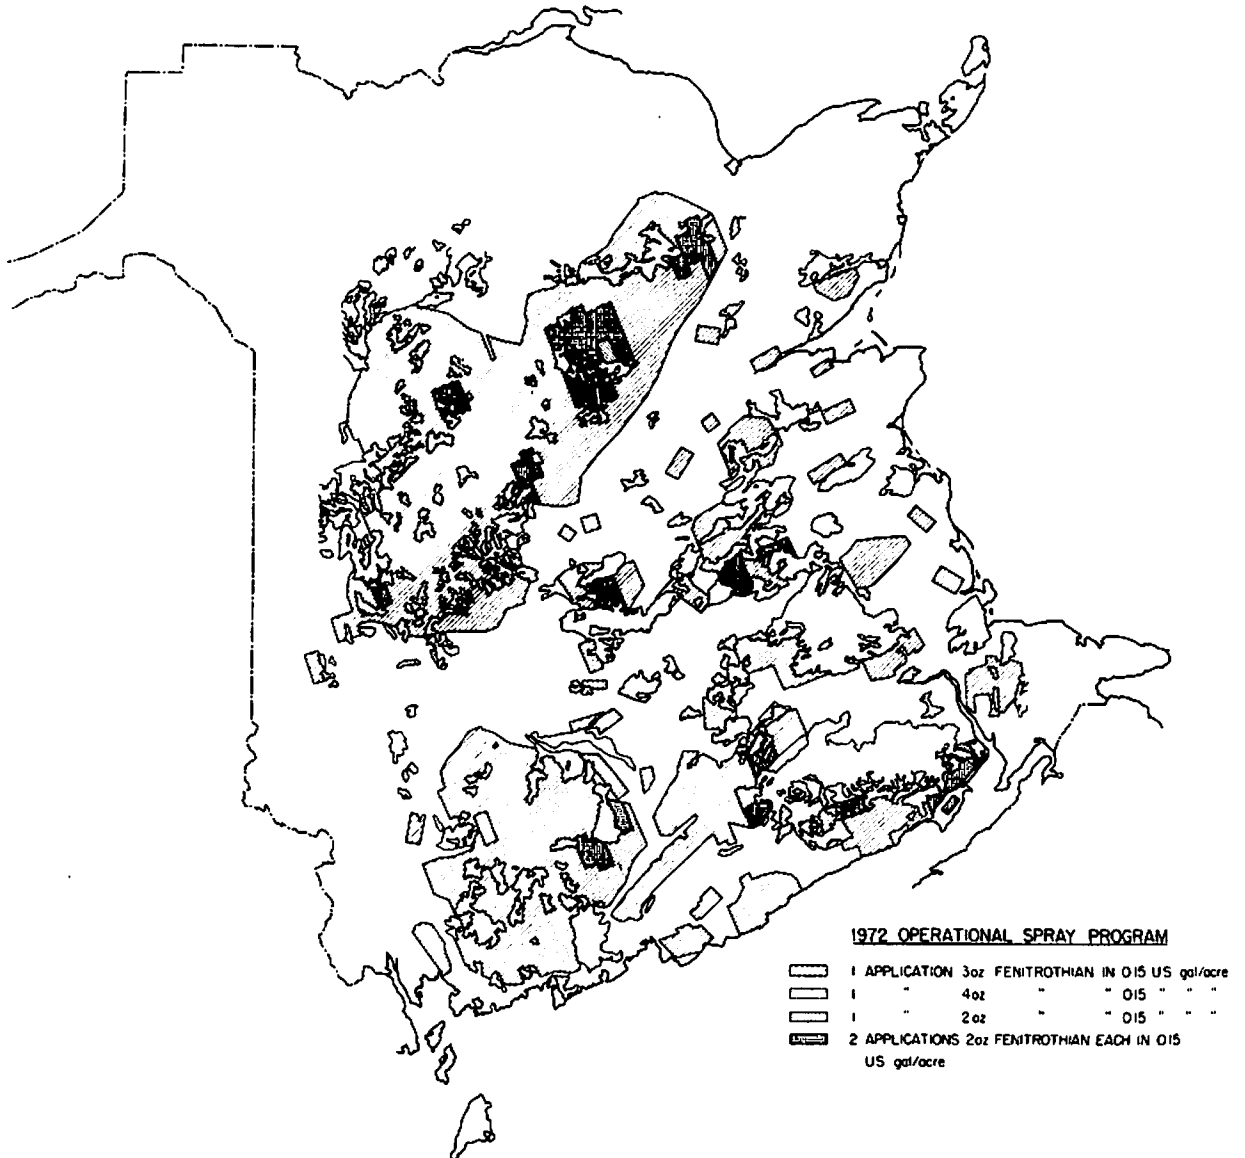 1972 OPERATIONAL SPRAY PROGRAM
1 APPLICATION 3oz FENITROTHIAN IN 015 US gal/acre
1 " 4oz " " 015 " " "
1 " 2oz " " 015 " " "
2 APPLICATIONS 2oz FENITROTHIAN EACH IN 015
US gal/acre